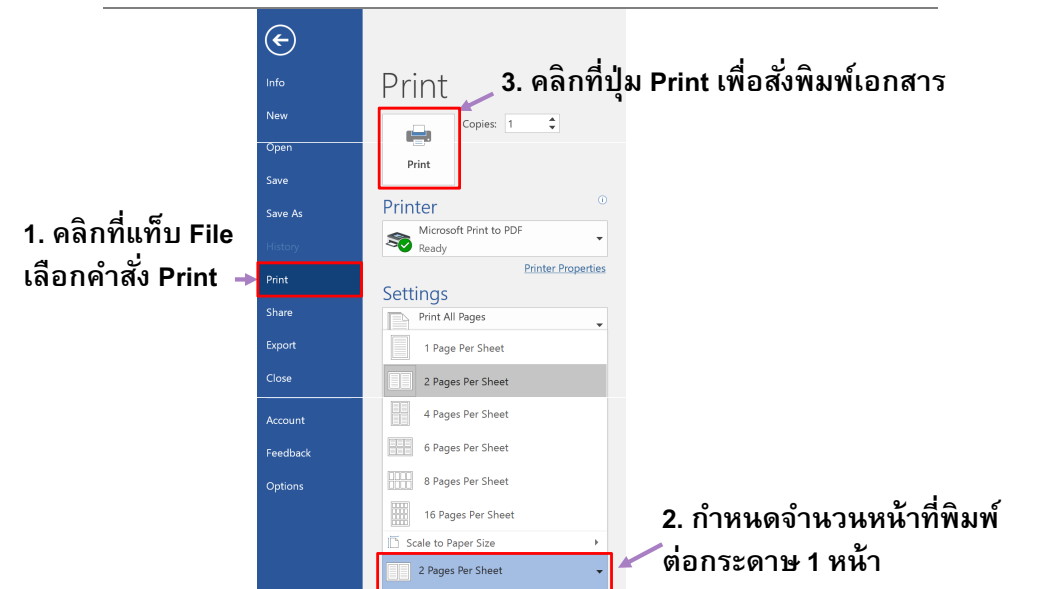 Info
New
Open
Save
Save As
History
Print
Share
Export
Close
Account
Feedback
Options
1. คลิกที่แท็บ File
เลือกคำสั่ง Print
Print
3. คลิกที่ปุ่ม Print เพื่อสั่งพิมพ์เอกสาร
Copies: 1
Print
Printer
Microsoft Print to PDF
Ready
Printer Properties
Settings
Print All Pages
1 Page Per Sheet
2 Pages Per Sheet
4 Pages Per Sheet
6 Pages Per Sheet
8 Pages Per Sheet
16 Pages Per Sheet
Scale to Paper Size
2 Pages Per Sheet
2. กำหนดจำนวนหน้าที่พิมพ์
ต่อกระดาษ 1 หน้า